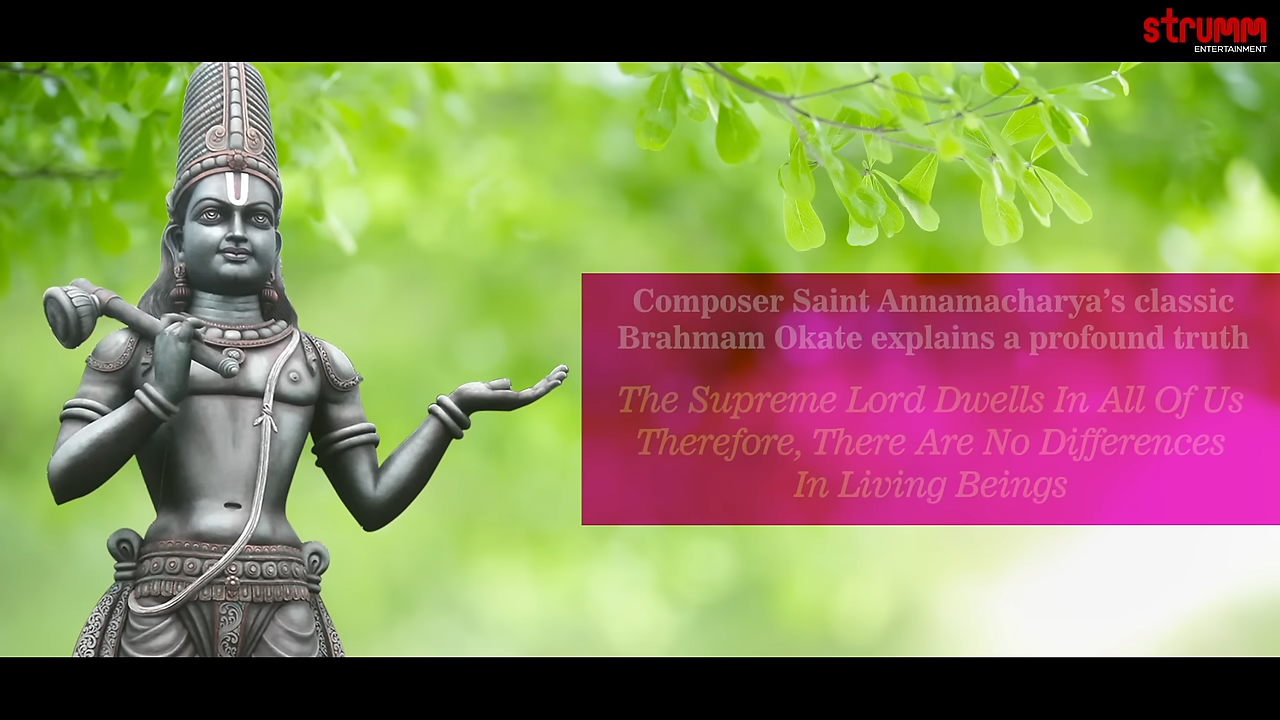 strumm
ENTERTAINMENT
Composer Saint Annamacharya’s classic
Brahmam Okate explains a profound truth
The Supreme Lord Dwells In All Of Us
Therefore, There Are No Differences
In Living Beings